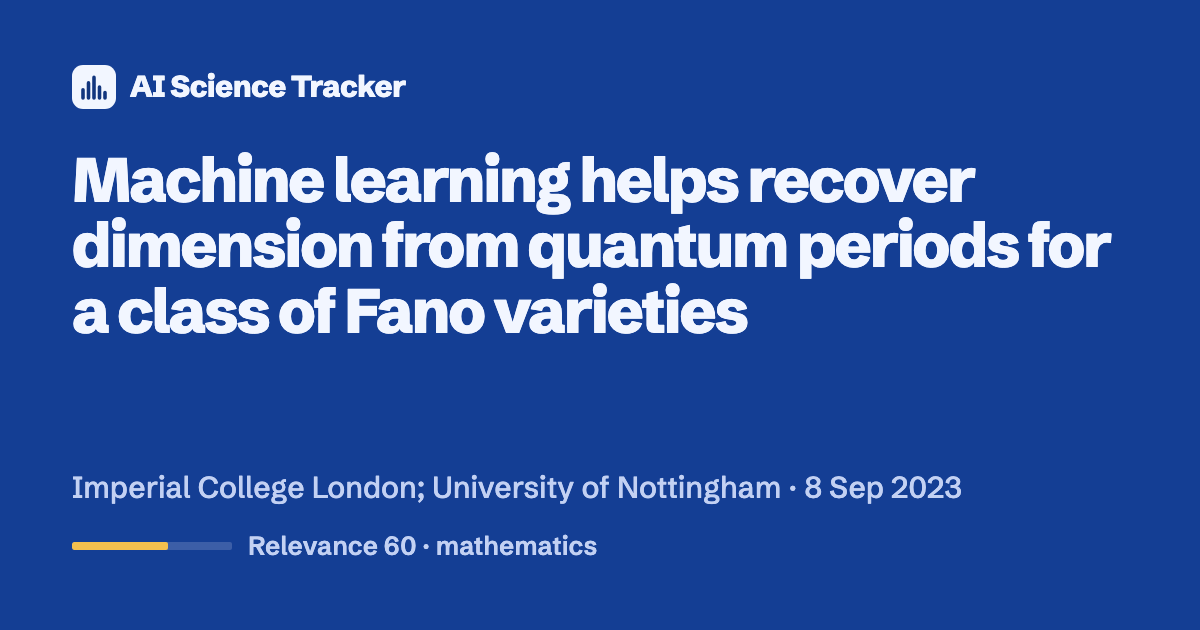 AI Science Tracker
Machine learning helps recover
dimension from quantum periods for
a class of Fano varieties
Imperial College London; University of Nottingham · 8 Sep 2023
Relevance 60 · mathematics